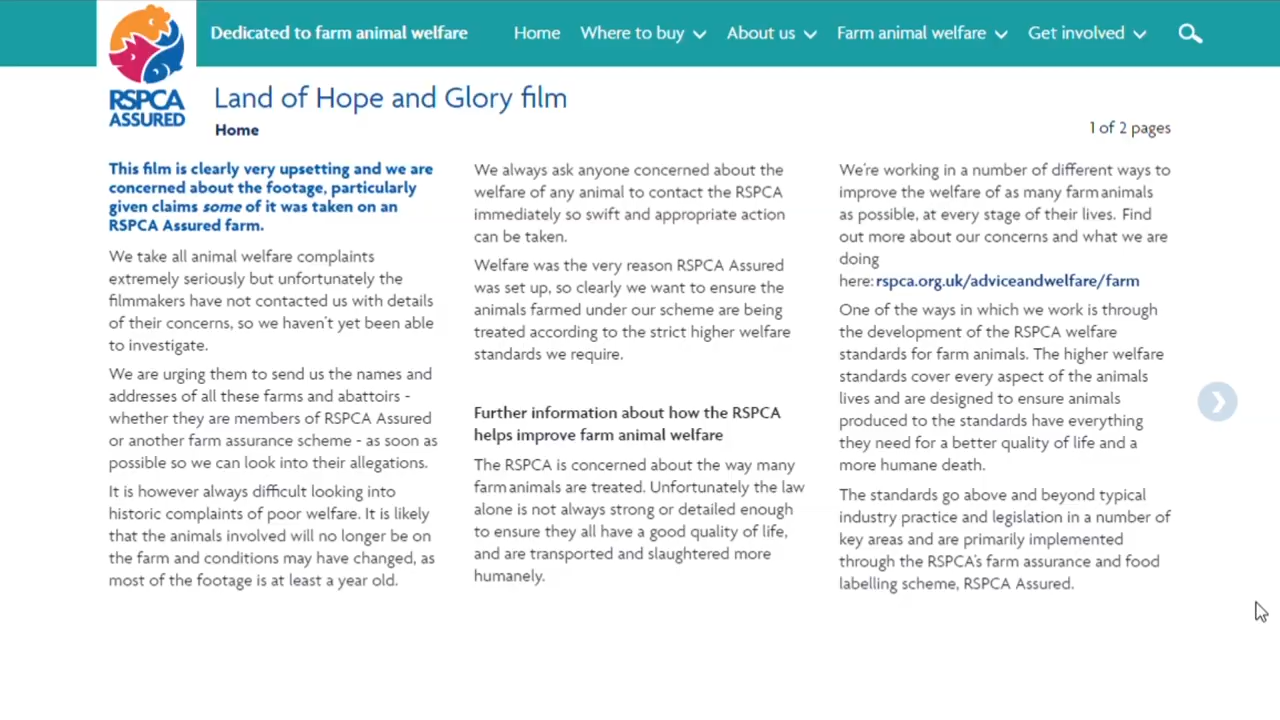 Dedicated to farm animal welfare
Home
Where to buy
About us
Farm animal welfare
Get involved
RSPCA
ASSURED
Land of Hope and Glory film
Home
1 of 2 pages
This film is clearly very upsetting and we are
concerned about the footage, particularly
given claims some of it was taken on an
RSPCA Assured farm.
We take all animal welfare complaints
extremely seriously but unfortunately the
filmmakers have not contacted us with details
of their concerns, so we haven't yet been able
to investigate.
We are urging them to send us the names and
addresses of all these farms and abattoirs -
whether they are members of RSPCA Assured
or another farm assurance scheme - as soon as
possible so we can look into their allegations.
It is however always difficult looking into
historic complaints of poor welfare. It is likely
that the animals involved will no longer be on
the farm and conditions may have changed, as
most of the footage is at least a year old.
We always ask anyone concerned about the
welfare of any animal to contact the RSPCA
immediately so swift and appropriate action
can be taken.
Welfare was the very reason RSPCA Assured
was set up, so clearly we want to ensure the
animals farmed under our scheme are being
treated according to the strict higher welfare
standards we require.
Further information about how the RSPCA
helps improve farm animal welfare
The RSPCA is concerned about the way many
farm animals are treated. Unfortunately the law
alone is not always strong or detailed enough
to ensure they all have a good quality of life,
and are transported and slaughtered more
humanely.
We're working in a number of different ways to
improve the welfare of as many farm animals
as possible, at every stage of their lives. Find
out more about our concerns and what we are
doing
here: rspca.org.uk/adviceandwelfare/farm
One of the ways in which we work is through
the development of the RSPCA welfare
standards for farm animals. The higher welfare
standards cover every aspect of the animals
lives and are designed to ensure animals
produced to the standards have everything
they need for a better quality of life and a
more humane death.
The standards go above and beyond typical
industry practice and legislation in a number of
key areas and are primarily implemented
through the RSPCA's farm assurance and food
labelling scheme, RSPCA Assured.